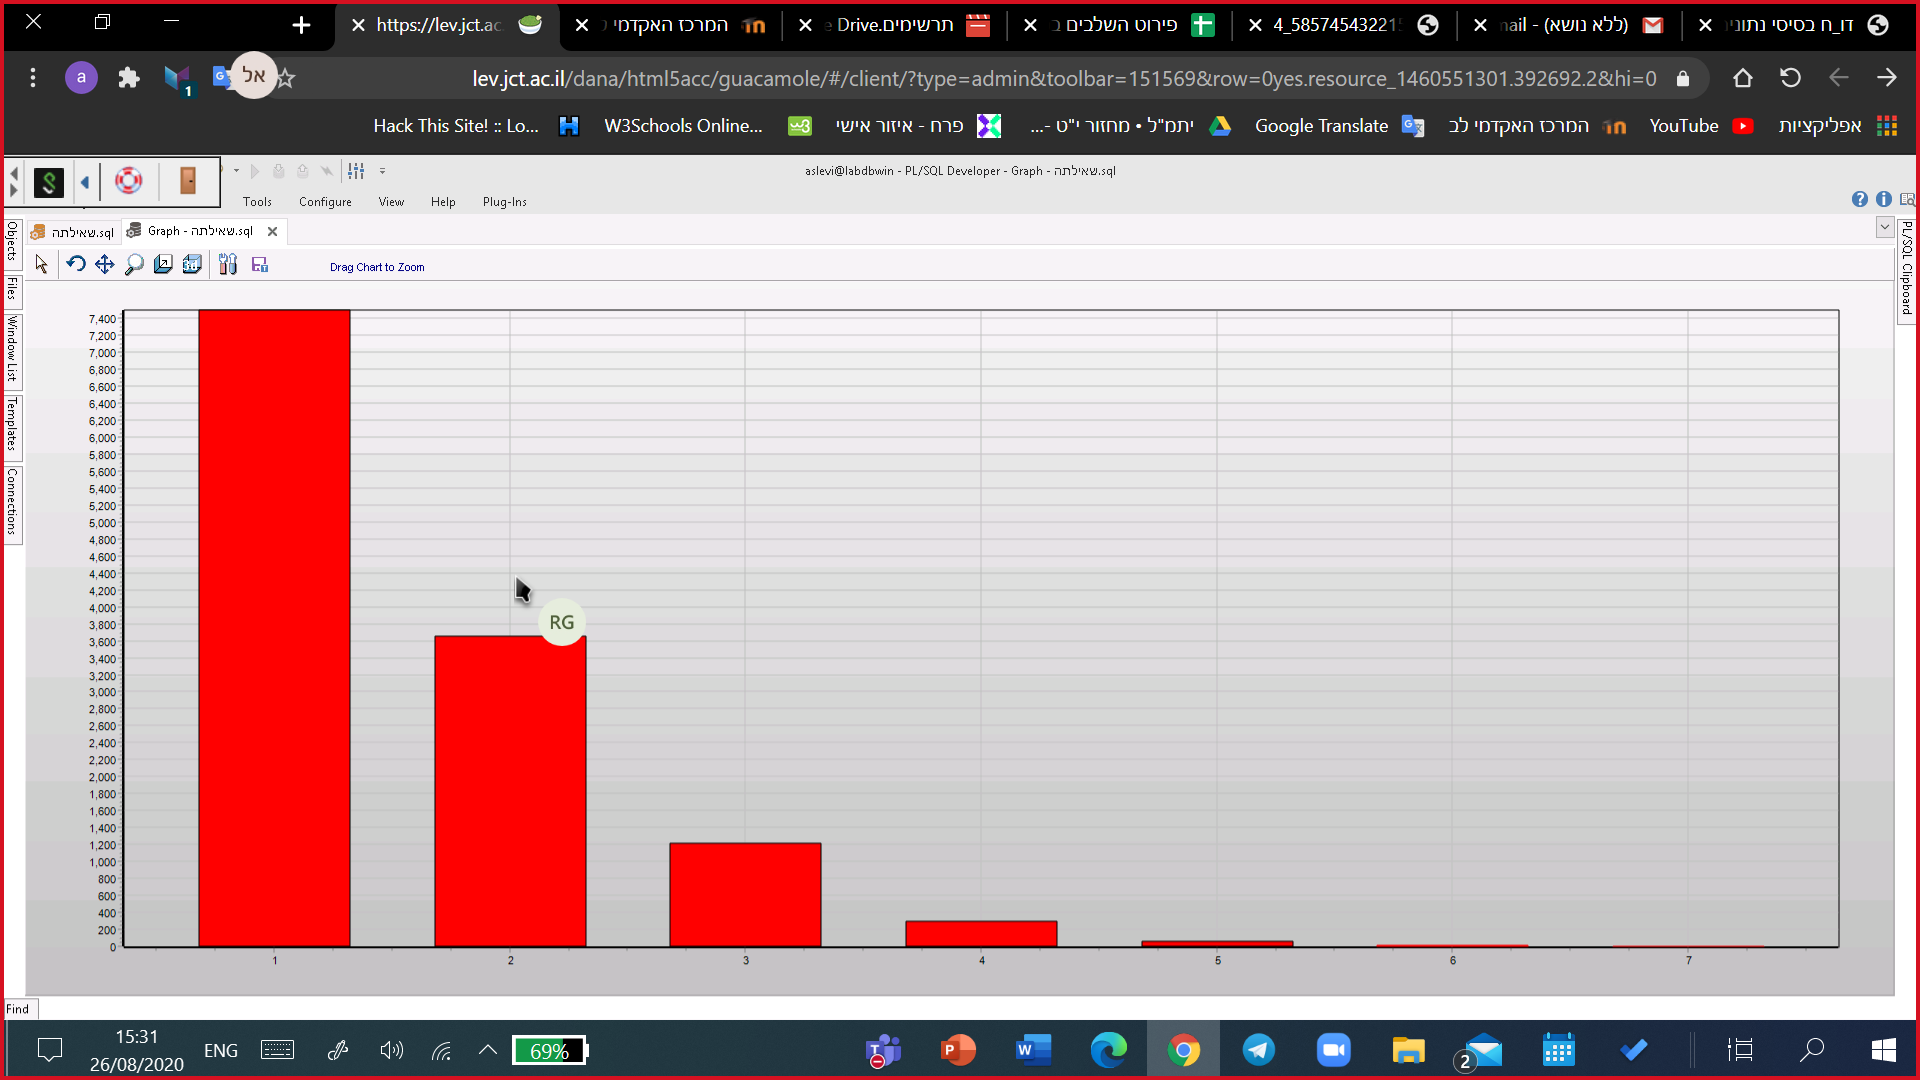 https://lev.jct.ac
המרכז האקדמי
תרשימים.Drive
פירוט השלבים ב
4_58574543221
(ללא נושא) - mail
דו_ח בסיסי נתוני
a
1
אל
lev.jct.ac.il/dana/html5acc/guacamole/#/client/?type=admin&toolbar=151569&row=0yes.resource_1460551301.392692.2&hi=0
אפליקציות
YouTube
המרכז האקדמי לב
Google Translate
יתמ"ל • מחזור י"ט -...
פרח - איזור אישי
W3Schools Online...
Hack This Site! :: Lo...
aslevi@labdbwin - PL/SQL Developer - Graph - שאילתה.sql
Tools Configure View Help Plug-Ins
שאילתה.sql
Graph - שאילתה.sql
Drag Chart to Zoom
Objects
Files
Window List
Templates
Connections
PL/SQL Clipboard
7,400
7,200
7,000
6,800
6,600
6,400
6,200
6,000
5,800
5,600
5,400
5,200
5,000
4,800
4,600
4,400
4,200
4,000
3,800
3,600
3,400
3,200
3,000
2,800
2,600
2,400
2,200
2,000
1,800
1,600
1,400
1,200
1,000
800
600
400
200
0
RG
1 2 3 4 5 6 7
Find
15:31
26/08/2020
ENG
69%
2